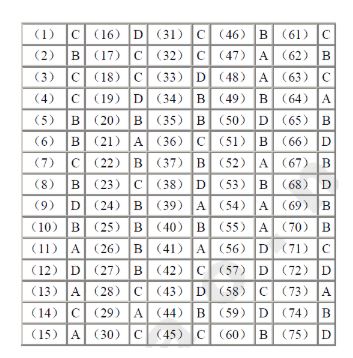 (1) C (16) D (31) C (46) B (61) C
(2) B (17) C (32) C (47) A (62) B
(3) C (18) C (33) D (48) A (63) C
(4) C (19) D (34) B (49) B (64) A
(5) B (20) B (35) B (50) D (65) B
(6) B (21) A (36) C (51) B (66) D
(7) C (22) B (37) B (52) A (67) B
(8) B (23) C (38) D (53) B (68) D
(9) D (24) B (39) A (54) A (69) B
(10) B (25) B (40) B (55) A (70) B
(11) A (26) B (41) A (56) D (71) C
(12) D (27) B (42) C (57) D (72) D
(13) A (28) C (43) D (58) C (73) A
(14) C (29) A (44) B (59) D (74) B
(15) A (30) C (45) C (60) B (75) D